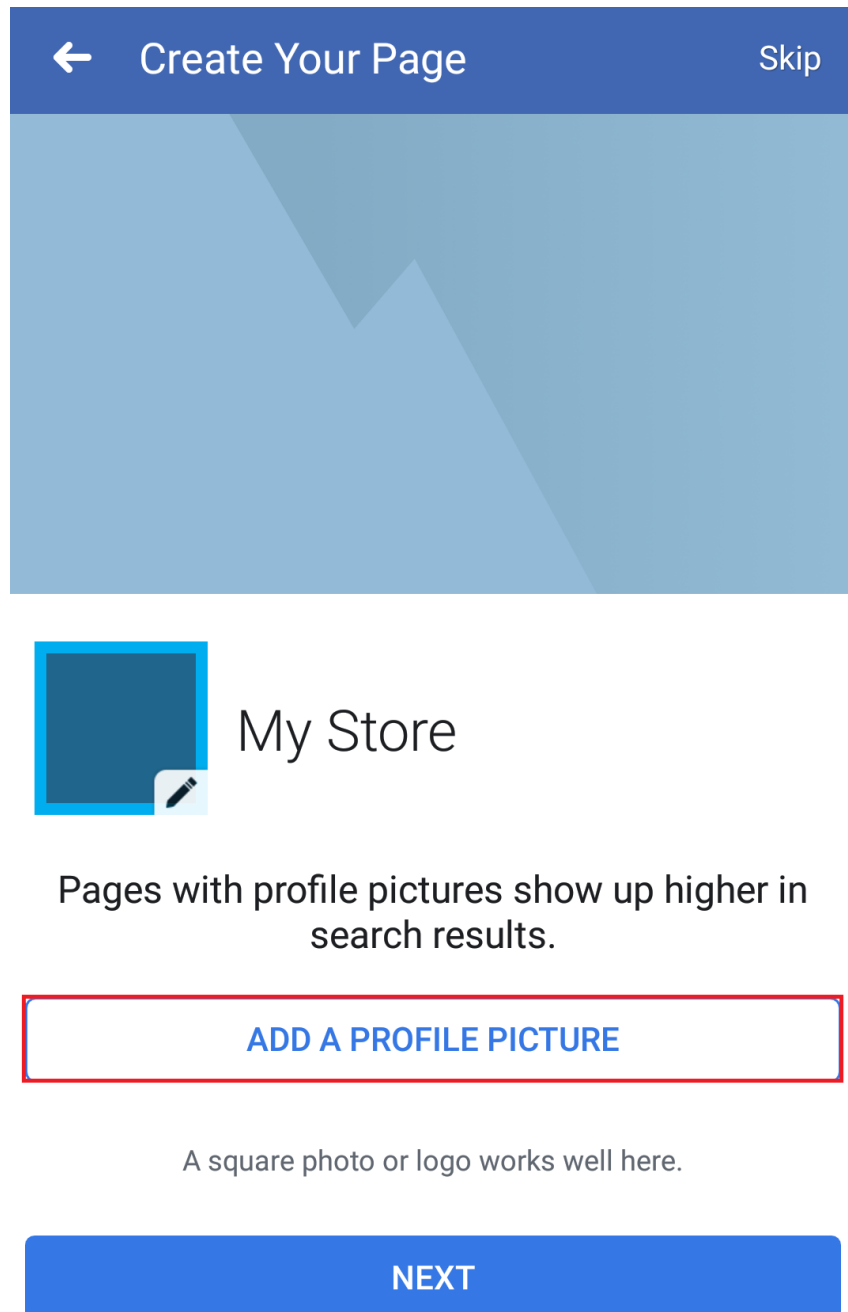 Create Your Page
Skip
My Store
Pages with profile pictures show up higher in
search results.
ADD A PROFILE PICTURE
A square photo or logo works well here.
NEXT